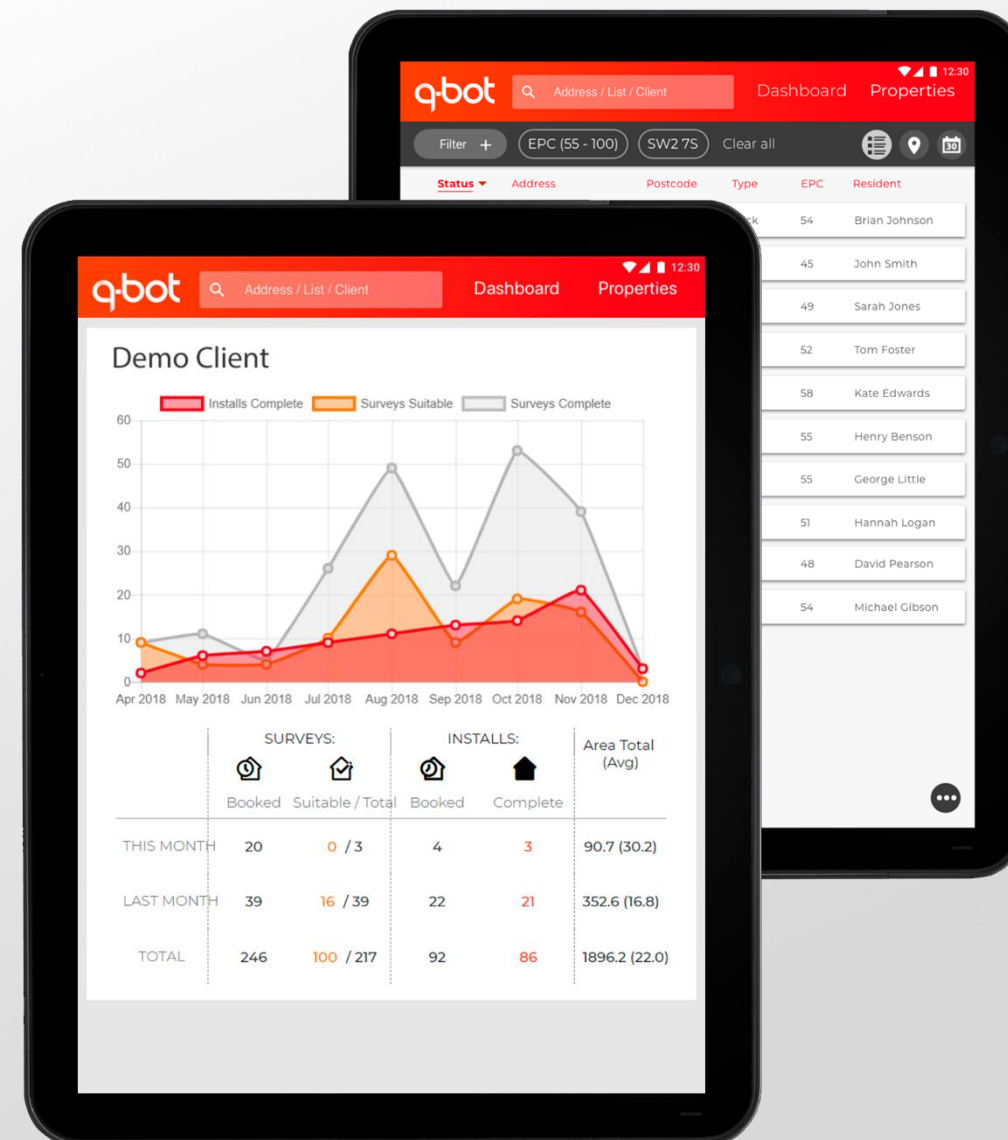 q-bot
Address / List / Client
Dashboard
Properties
12:30
Filter +
EPC (55 - 100)
SW2 7S
Clear all
30
Status Address Postcode Type EPC Resident
54 Brian Johnson
45 John Smith
49 Sarah Jones
52 Tom Foster
58 Kate Edwards
55 Henry Benson
55 George Little
51 Hannah Logan
48 David Pearson
54 Michael Gibson
q-bot
Address / List / Client
Dashboard
Properties
12:30
Demo Client
Installs Complete Surveys Suitable Surveys Complete
60
50
40
30
20
10
0
Apr 2018 May 2018 Jun 2018 Jul 2018 Aug 2018 Sep 2018 Oct 2018 Nov 2018 Dec 2018
SURVEYS: INSTALLS: Area Total
(Avg)
Booked Suitable / Total Booked Complete
THIS MONTH 20 0 / 3 4 3 90.7 (30.2)
LAST MONTH 39 16 / 39 22 21 352.6 (16.8)
TOTAL 246 100 / 217 92 86 1896.2 (22.0)